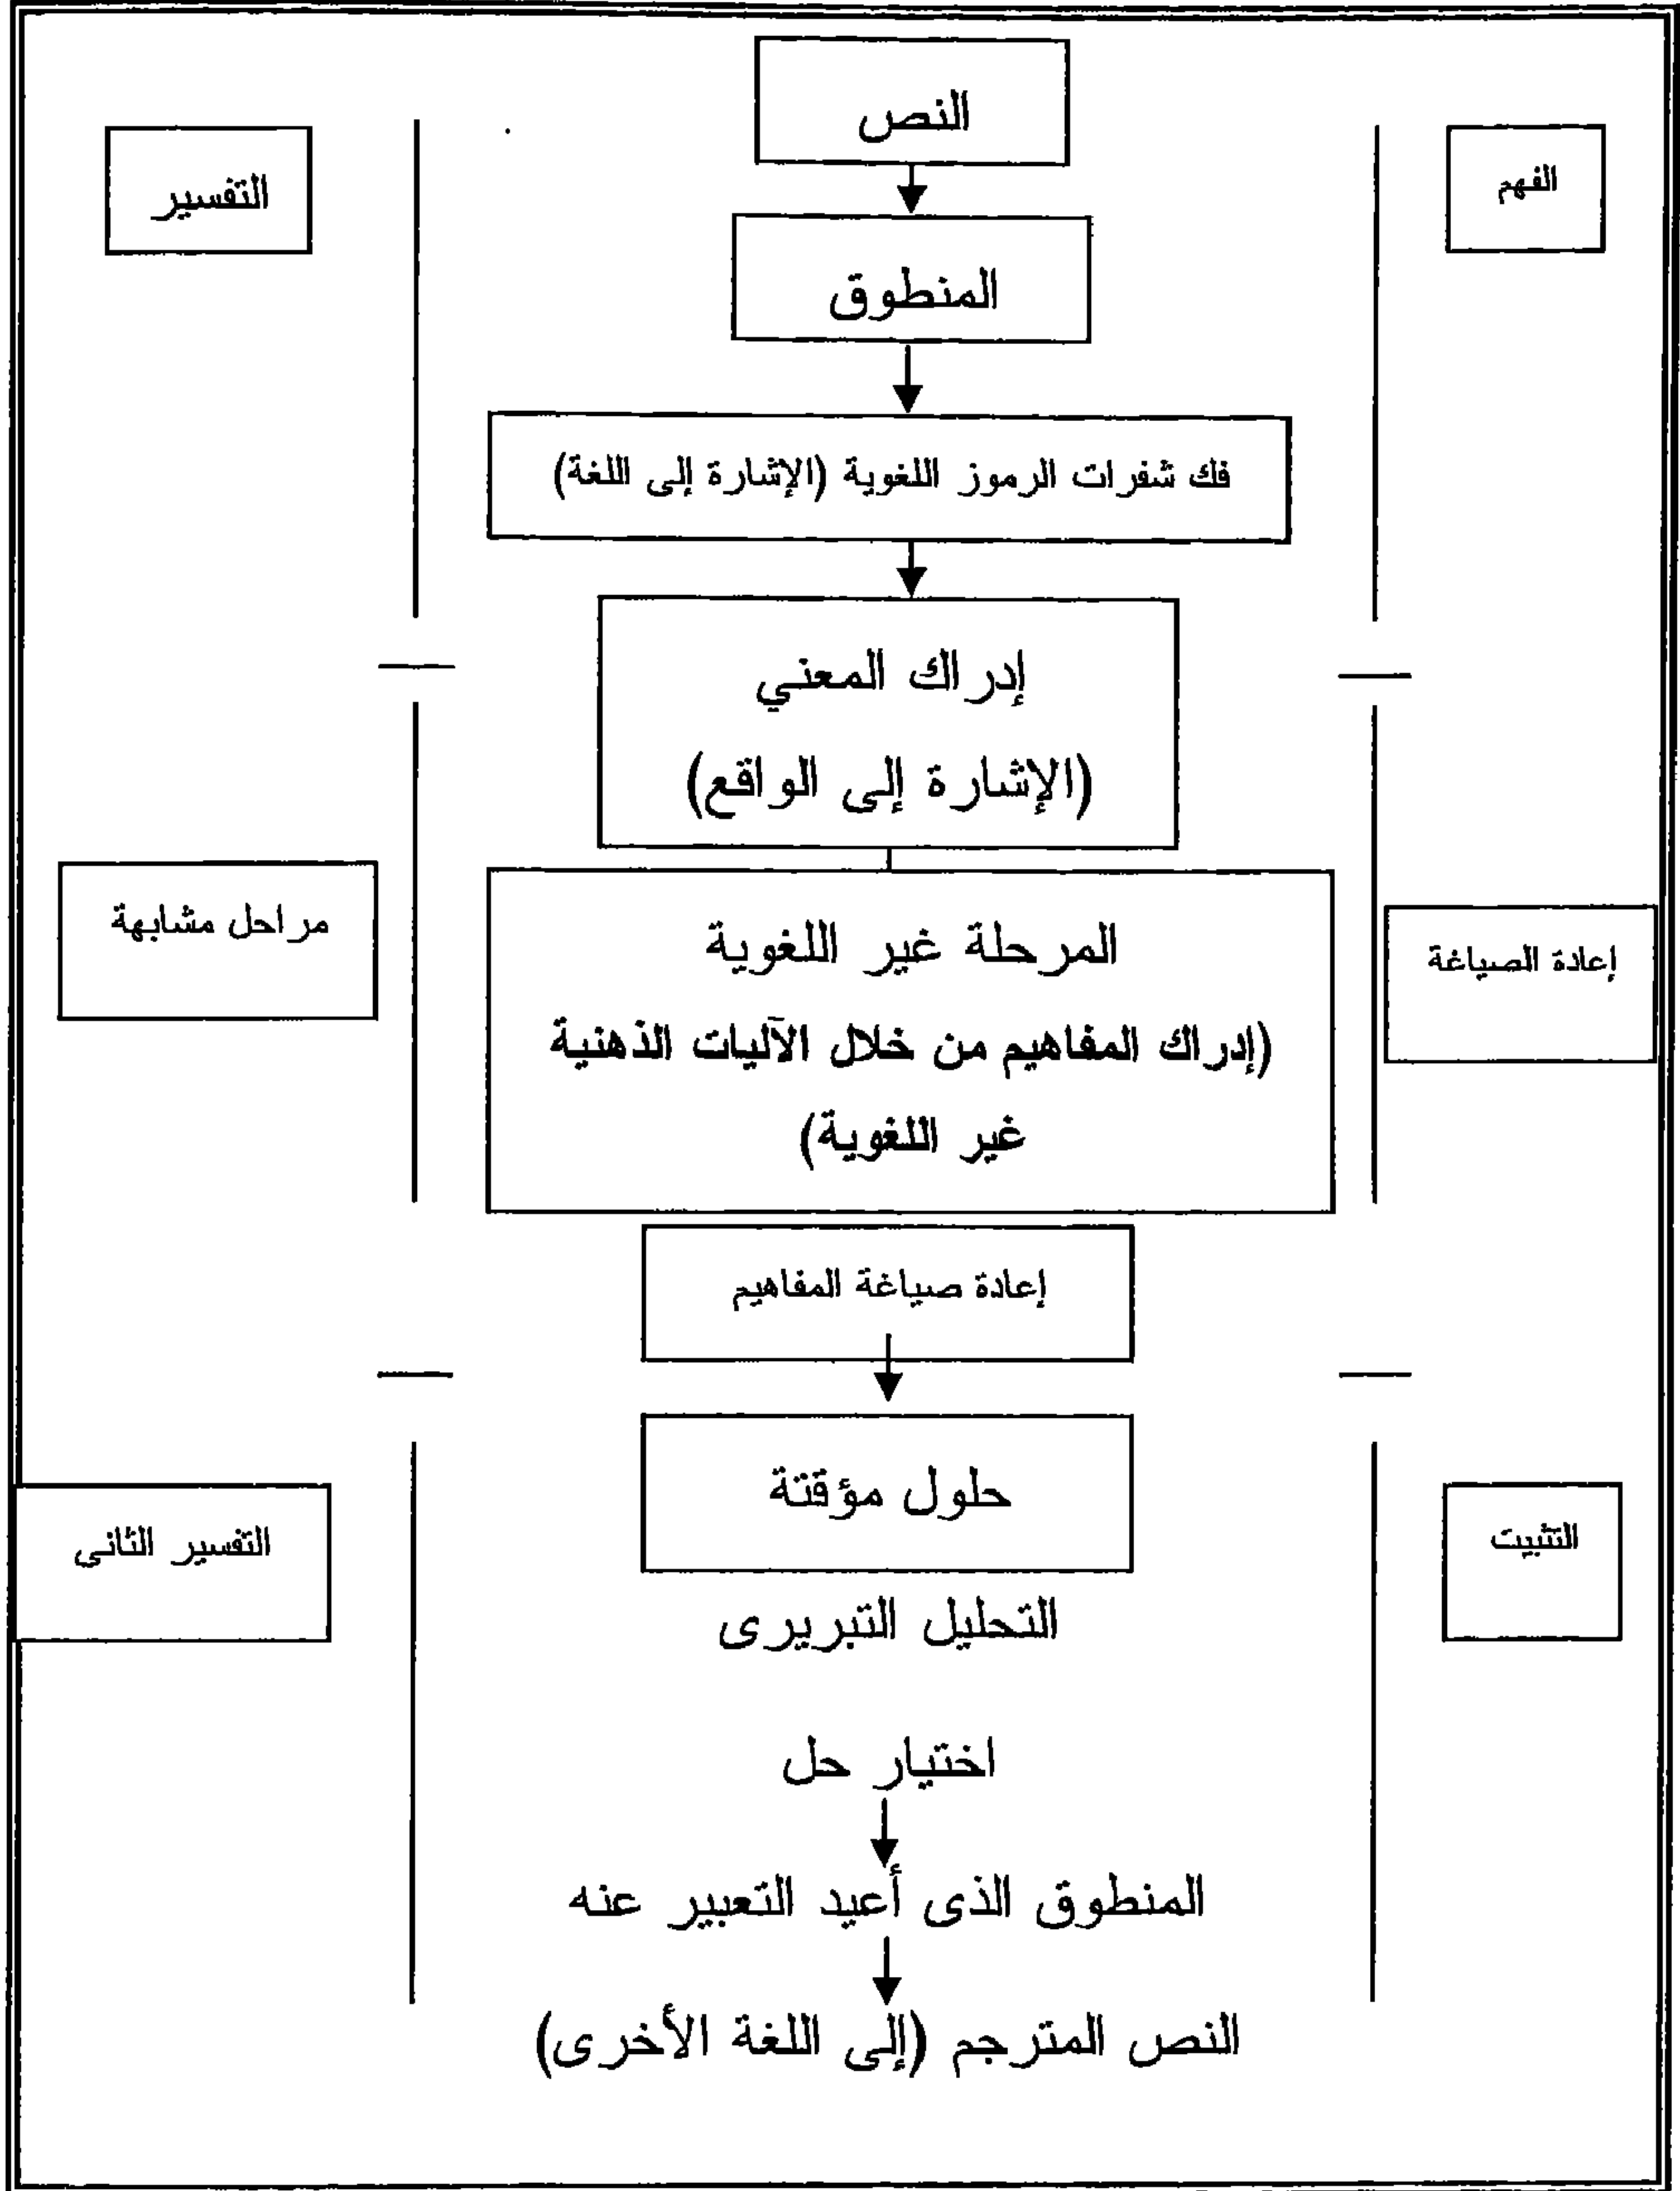 النص
الفهم
التفسير
المنطوق
فك شفرات الرموز اللغوية (الإشارة إلى اللغة)
إدراك المعني
(الإشارة إلى الواقع)
إعادة الصياغة
المرحلة غير اللغوية
(إدراك المفاهيم من خلال الآليات الذهنية
غير اللغوية)
مراحل مشابهة
إعادة صياغة المفاهيم
حلول مؤقتة
التثبيت
التفسير الثانى
التحليل التبريرى
اختيار حل
المنطوق الذى أعيد التعبير عنه
النص المترجم (إلى اللغة الأخرى)